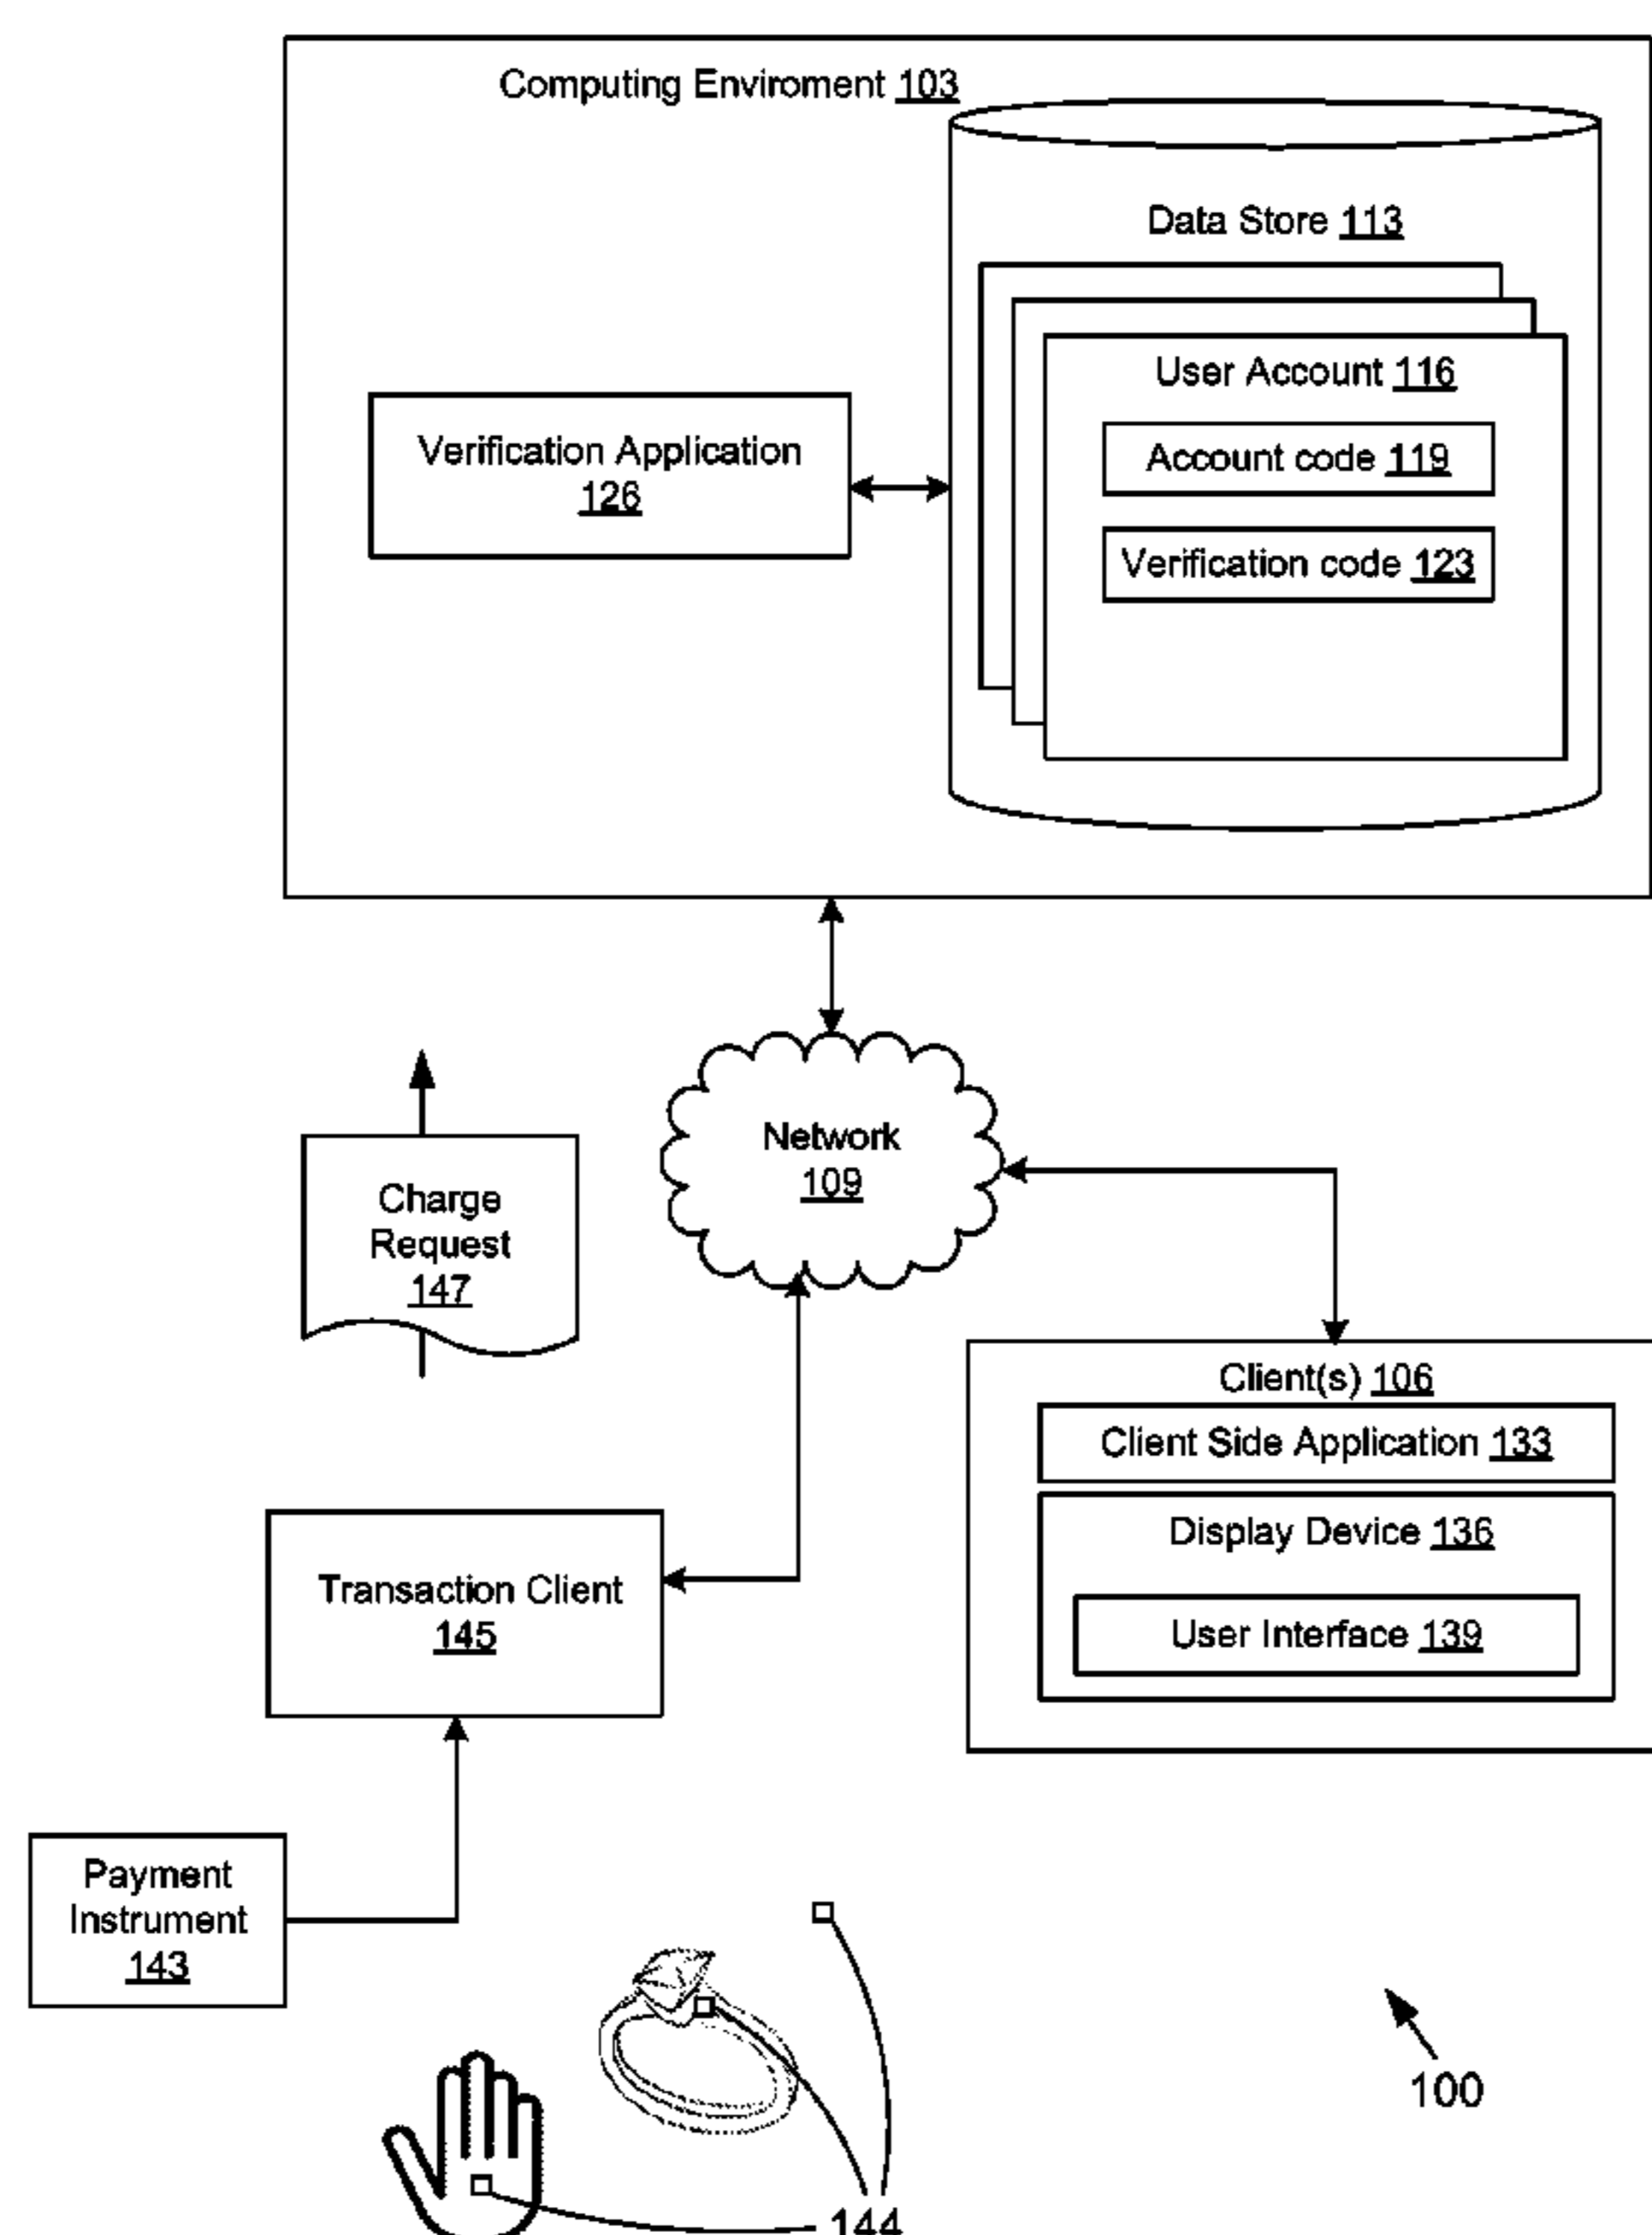 Computing Enviroment 103
Data Store 113
User Account 116
Account code 119
Verification code 123
Verification Application
126
Network
109
Charge
Request
147
Client(s) 106
Client Side Application 133
Display Device 136
User Interface 139
Transaction Client
145
Payment
Instrument
143
100
144